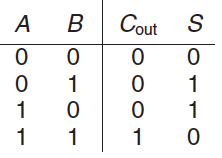 A B Cout S
0 0 0 0
0 1 0 1
1 0 0 1
1 1 1 0